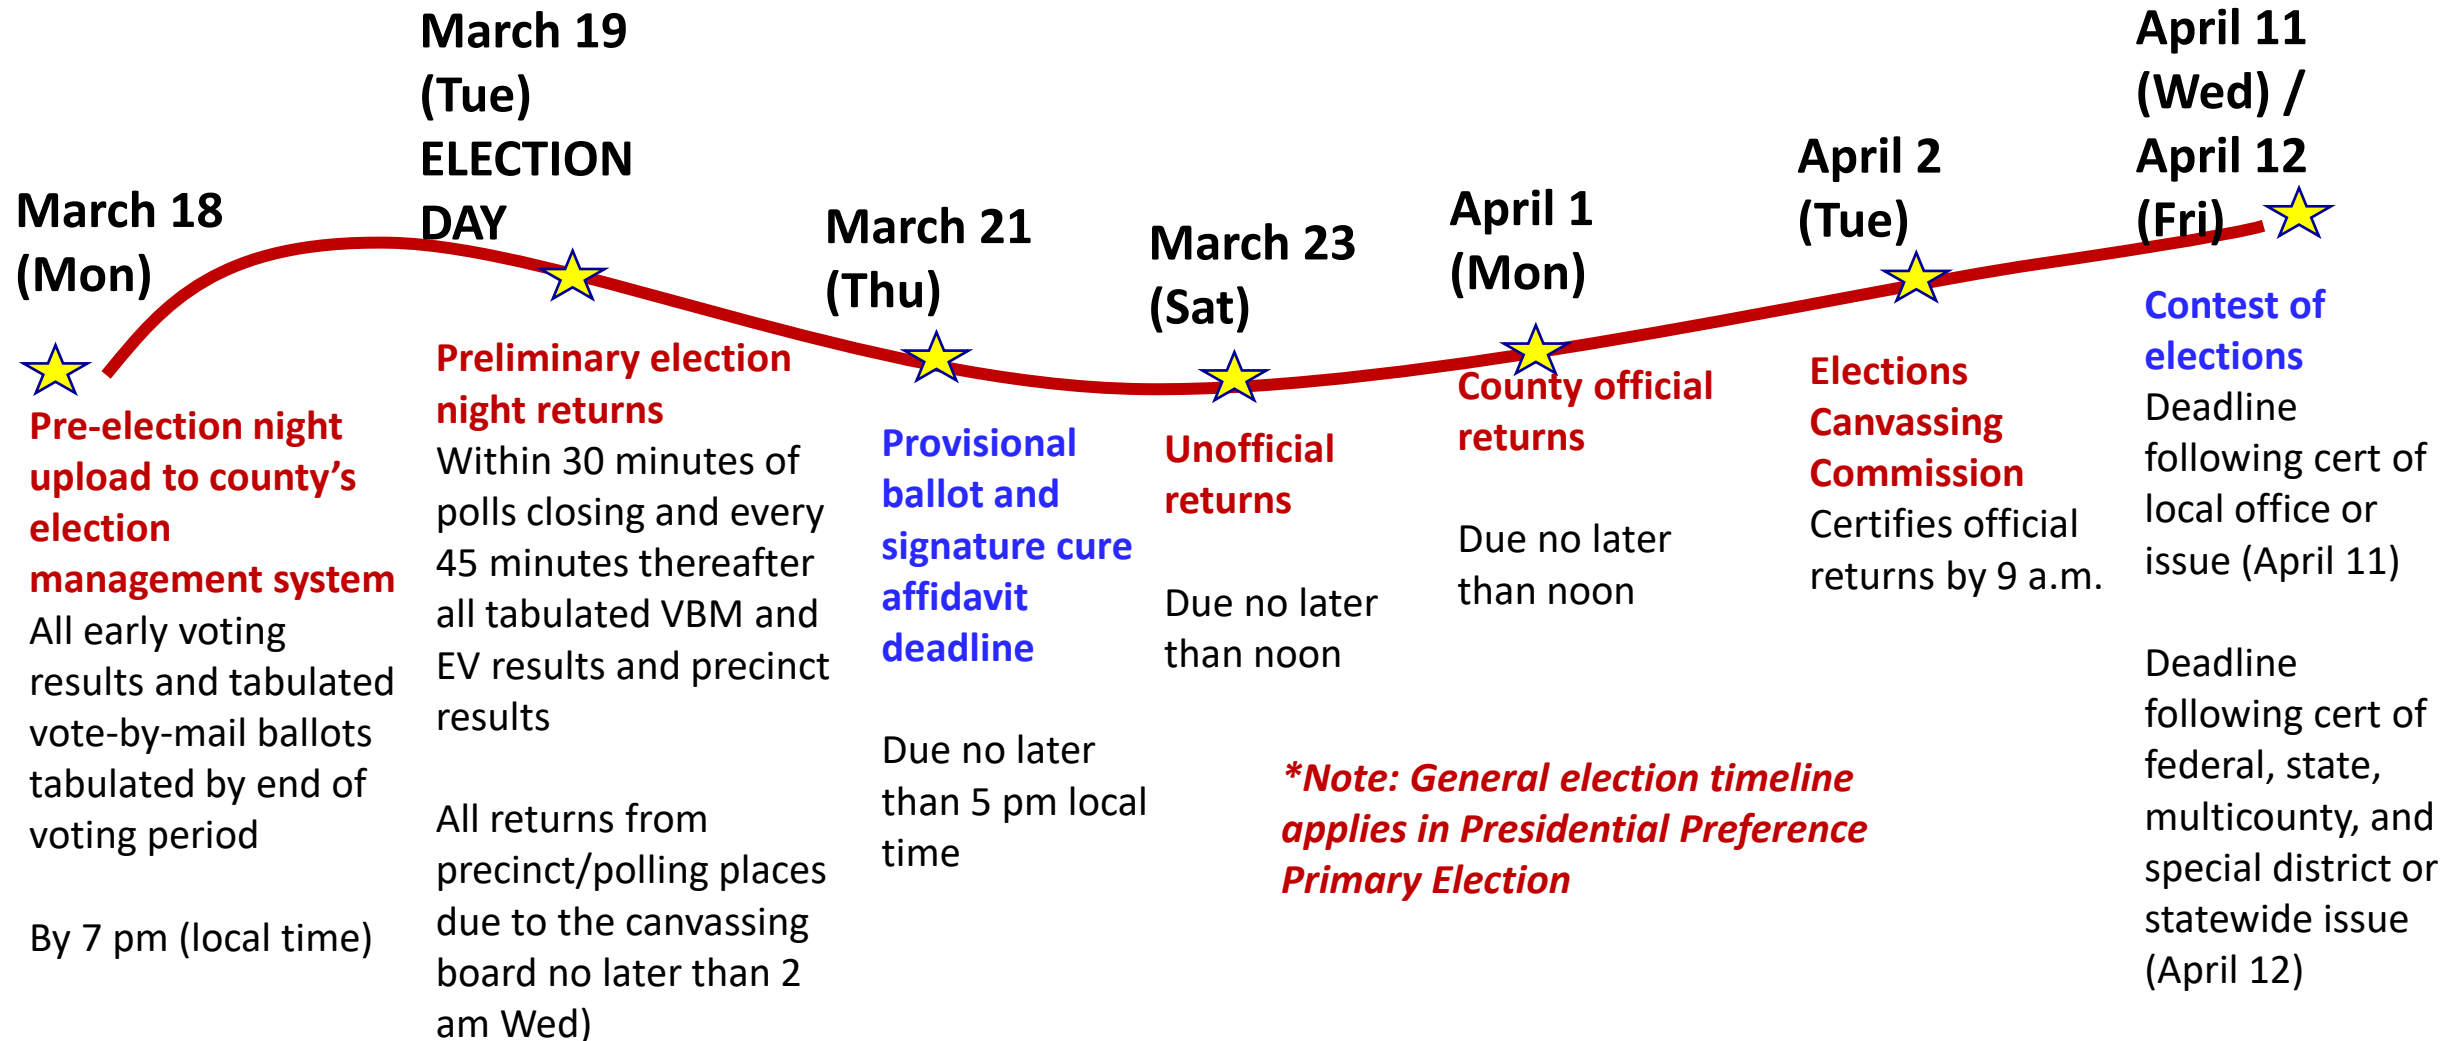 March 18
(Mon)
Pre-election night
upload to county's
election
management system
All early voting
results and tabulated
vote-by-mail ballots
tabulated by end of
voting period
By 7 pm (local time)
March 19
(Tue)
ELECTION
DAY
Preliminary election
night returns
Within 30 minutes of
polls closing and every
45 minutes thereafter
all tabulated VBM and
EV results and precinct
results
All returns from
precinct/polling places
due to the canvassing
board no later than 2
am Wed)
March 21
(Thu)
Provisional
ballot and
signature cure
affidavit
deadline
Due no later
than 5 pm local
time
March 23
(Sat)
Unofficial
returns
Due no later
than noon
April 1
(Mon)
County official
returns
Due no later
than noon
April 2
(Tue)
Elections
Canvassing
Commission
Certifies official
returns by 9 a.m.
April 11
(Wed) /
April 12
(Fri)
Contest of
elections
Deadline
following cert of
local office or
issue (April 11)
Deadline
following cert of
federal, state,
multicounty, and
special district or
statewide issue
(April 12)
*Note: General election timeline
applies in Presidential Preference
Primary Election